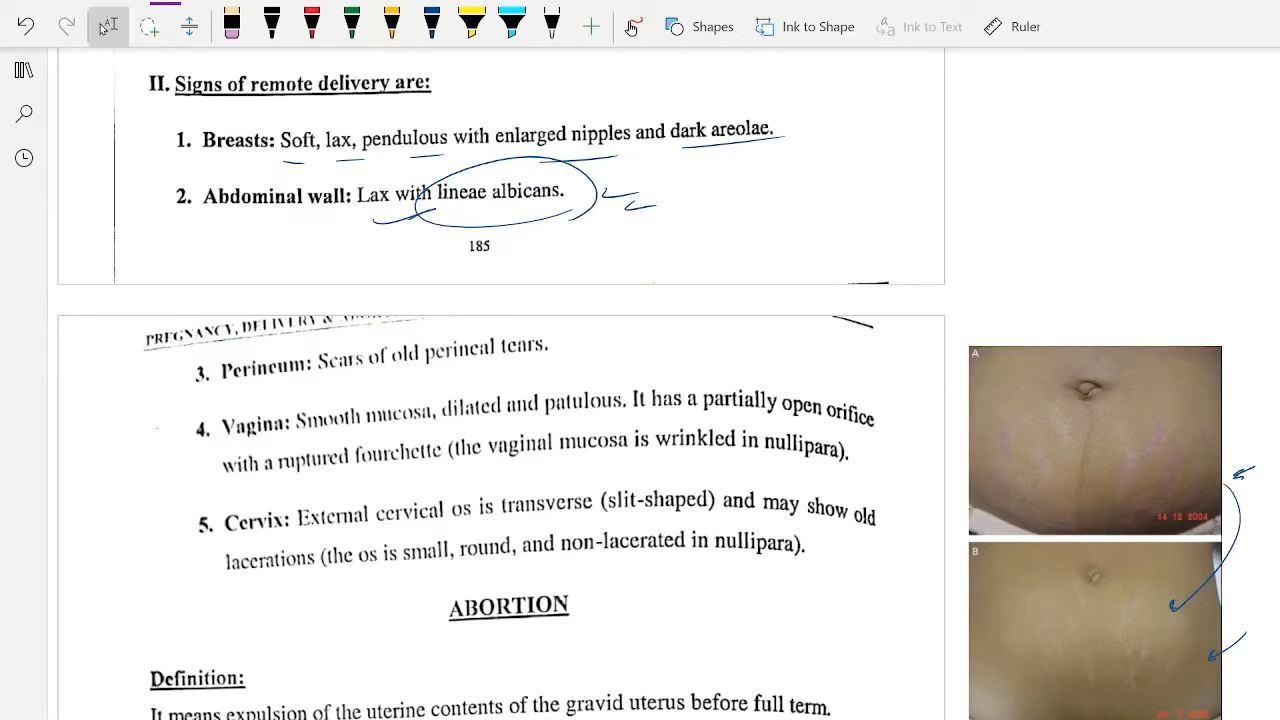 Shapes
Ink to Shape
Ink to Text
Ruler
II. Signs of remote delivery are:
1. Breasts: Soft, lax, pendulous with enlarged nipples and dark areolae.
2. Abdominal wall: Lax with lineae albicans.
185
PREGNANCY, DELIVERY &
3. Perineum: Scars of old perineal tears.
4. Vagina: Smooth mucosa, dilated and patulous. It has a partially open orifice
with a ruptured fourchette (the vaginal mucosa is wrinkled in nullipara).
5. Cervix: External cervical os is transverse (slit-shaped) and may show old
lacerations (the os is small, round, and non-lacerated in nullipara).
ABORTION
Definition:
It means expulsion of the uterine contents of the gravid uterus before full term.
A
14 12 2004
B